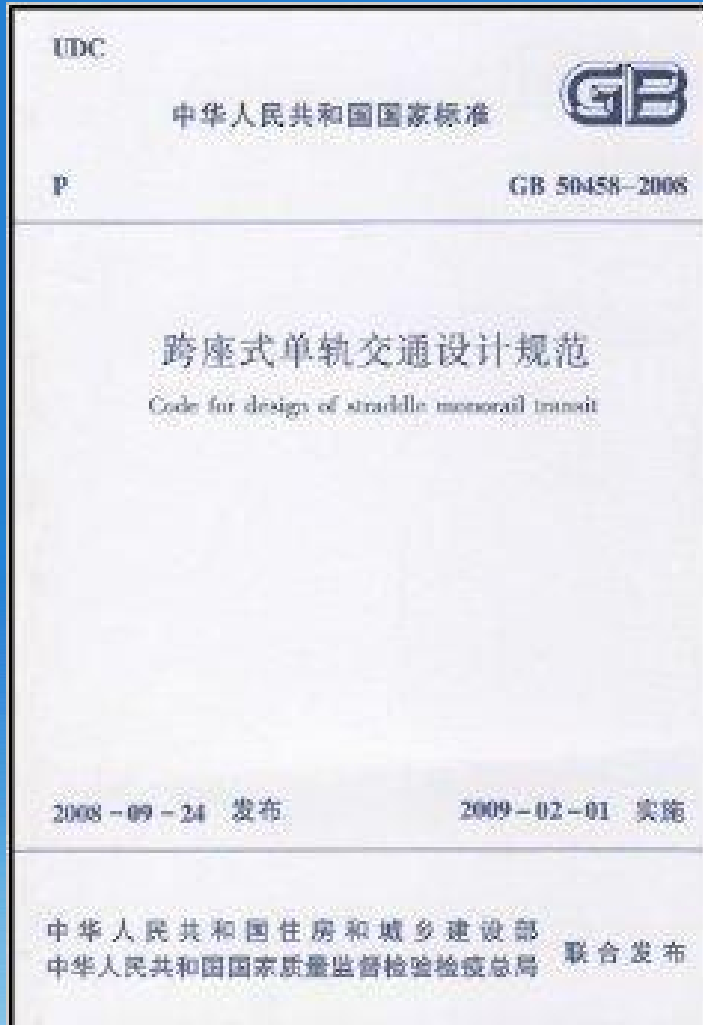 UDC
GB
中华人民共和国国家标准
P
GB 50458-2008
跨座式单轨交通设计规范
Code for design of straddle monorail transit
2008-09-24 发布
2009-02-01 实施
中华人民共和国住房和城乡建设部
中华人民共和国国家质量监督检验检疫总局
联合发布